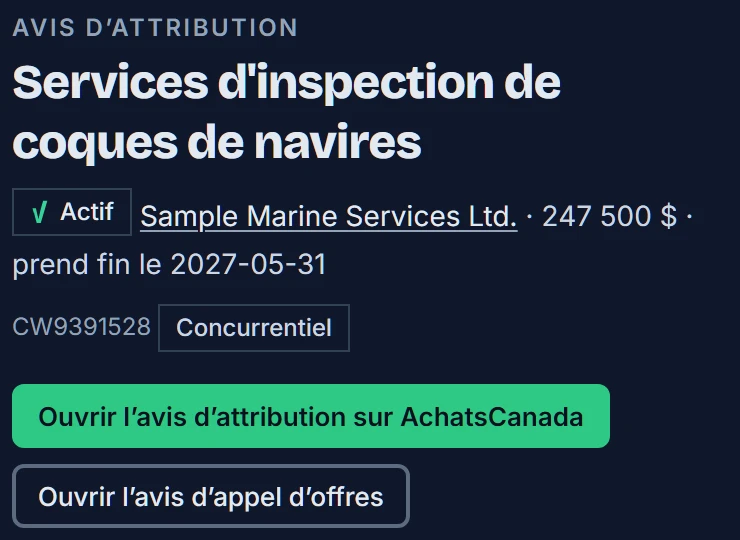 AVIS D’ATTRIBUTION
Services d'inspection de
coques de navires
√ Actif Sample Marine Services Ltd. · 247 500 $ ·
prend fin le 2027-05-31
CW9391528 Concurrentiel
Ouvrir l’avis d’attribution sur AchatsCanada
Ouvrir l’avis d’appel d’offres